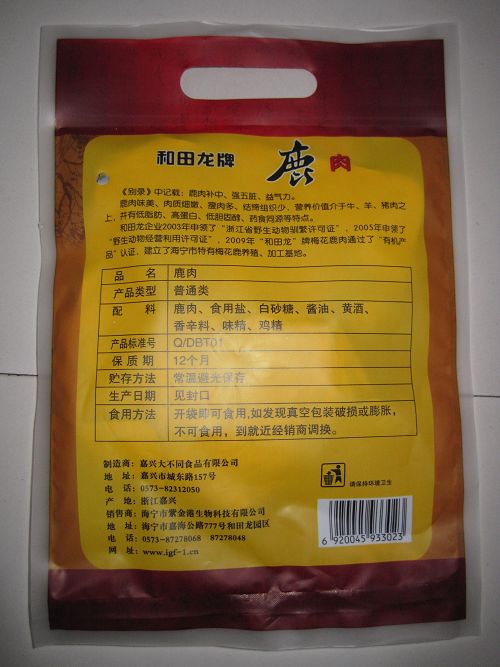 和田龙牌 鹿肉
《别录》中记载：鹿肉补中、强五脏、益气力。
鹿肉味美、肉质细嫩、瘦肉多、结缔组织少、营养价值介于牛、羊、猪肉之
上，并有低脂肪、高蛋白、低胆固醇、药食同源等特点。
和田龙企业2003年申领了“浙江省野生动物驯繁许可证”，2005年申领了
“野生动物经营利用许可证”，2009年“和田龙”牌梅花鹿肉通过了“有机产
品”认证，建立了海宁市特有梅花鹿养殖、加工基地。
品 名 鹿肉
产品类型 普通类
配 料 鹿肉、食用盐、白砂糖、酱油、黄酒、
香辛料、味精、鸡精
产品标准号 Q/DBT01
保 质 期 12个月
贮存方法 常温避光保存
生产日期 见封口
食用方法 开袋即可食用,如发现真空包装破损或膨胀，
不可食用，到就近经销商调换。
制造商：嘉兴大不同食品有限公司
地 址：嘉兴市城东路157号
电 话：0573-82312050
产 地：浙江嘉兴
销售商：海宁市紫金港生物科技有限公司
地 址：海宁市嘉海公路777号和田龙园区
电 话：0573-87278068 87278048
网 址：www.igf-1.cn
请保持环境卫生
6 920045 933023